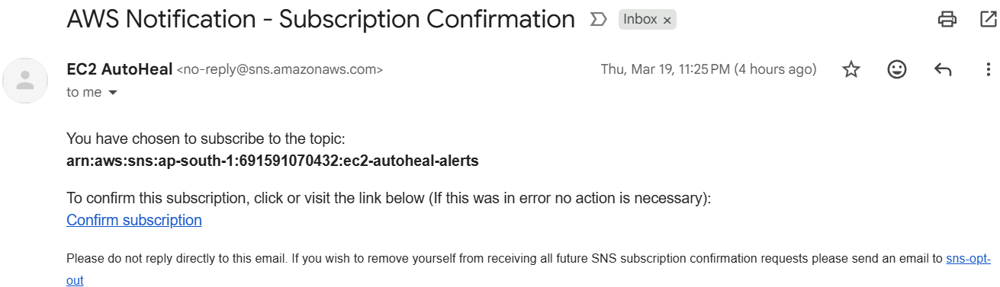 AWS Notification - Subscription Confirmation Inbox ×
EC2 AutoHeal <no-reply@sns.amazonaws.com> Thu, Mar 19, 11:25 PM (4 hours ago)
to me
You have chosen to subscribe to the topic:
arn:aws:sns:ap-south-1:691591070432:ec2-autoheal-alerts
To confirm this subscription, click or visit the link below (If this was in error no action is necessary):
Confirm subscription
Please do not reply directly to this email. If you wish to remove yourself from receiving all future SNS subscription confirmation requests please send an email to sns-opt-
out